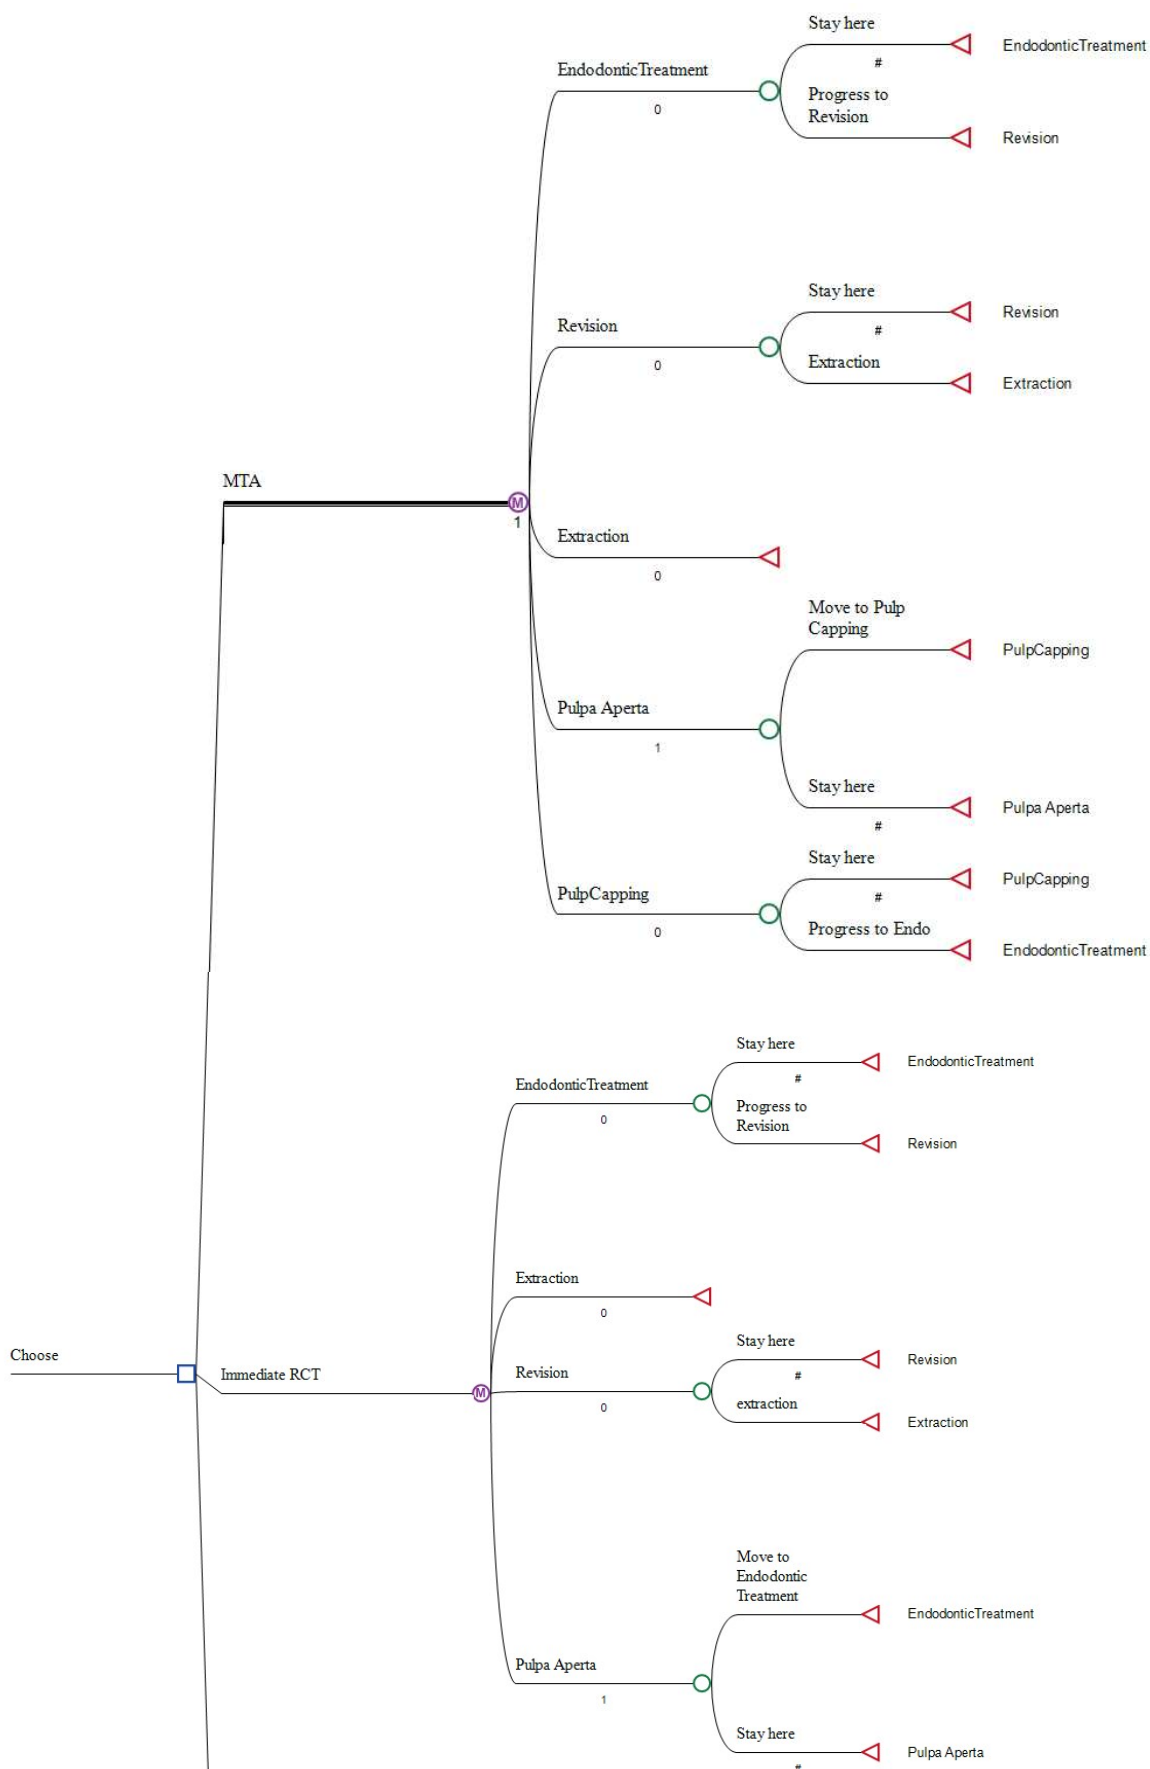 Stay here
EndodonticTreatment
#
EndodonticTreatment
0
Progress to
Revision
Revision
Stay here
Revision
#
Revision
0
Extraction
Extraction
MTA
M
1
Extraction
0
Move to Pulp
Capping
PulpCapping
Pulpa Aperta
1
Stay here
Pulpa Aperta
#
Stay here
PulpCapping
#
PulpCapping
0
Progress to Endo
EndodonticTreatment
Stay here
EndodonticTreatment
#
EndodonticTreatment
0
Progress to
Revision
Revision
Extraction
0
Choose
Immediate RCT
M
Stay here
Revision
#
Revision
0
extraction
Extraction
Move to
Endodontic
Treatment
EndodonticTreatment
Pulpa Aperta
1
Stay here
Pulpa Aperta
#